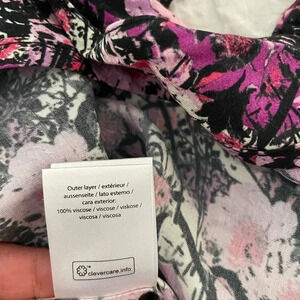 Outer layer / extérieur /
aussenseite / lato esterno /
cara exterior:
100% viscose / viscose / viskose /
viscosa / viscosa
clevercare.info